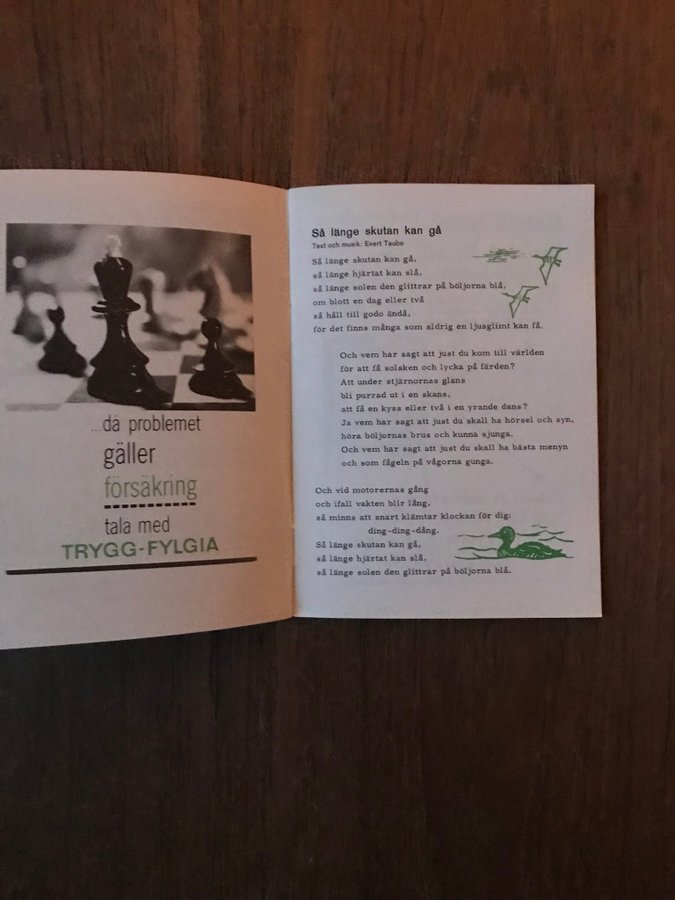 ...då problemet
gäller
försäkring
tala med
TRYGG-FYLGIA
Så länge skutan kan gå
Text och musik: Evert Taube
Så länge skutan kan gå,
så länge hjärtat kan slå,
så länge solen den glittrar på böljorna blå,
om blott en dag eller två
så håll till godo ändå,
för det finns många som aldrig en ljusglimt kan få.
Och vem har sagt att just du kom till världen
för att få solsken och lycka på färden?
Att under stjärnornas glans
bli purrad ut i en skans,
att få en kyss eller två i en yrande dans?
Ja vem har sagt att just du skall ha hörsel och syn,
höra böljornas brus och kunna sjunga.
Och vem har sagt att just du skall ha bästa menyn
och som fågeln på vågorna gunga.
Och vid motorernas gång
och ifall vakten blir lång,
så minns att snart klämtar klockan för dig:
ding-ding-dång.
Så länge skutan kan gå,
så länge hjärtat kan slå,
så länge solen den glittrar på böljorna blå.